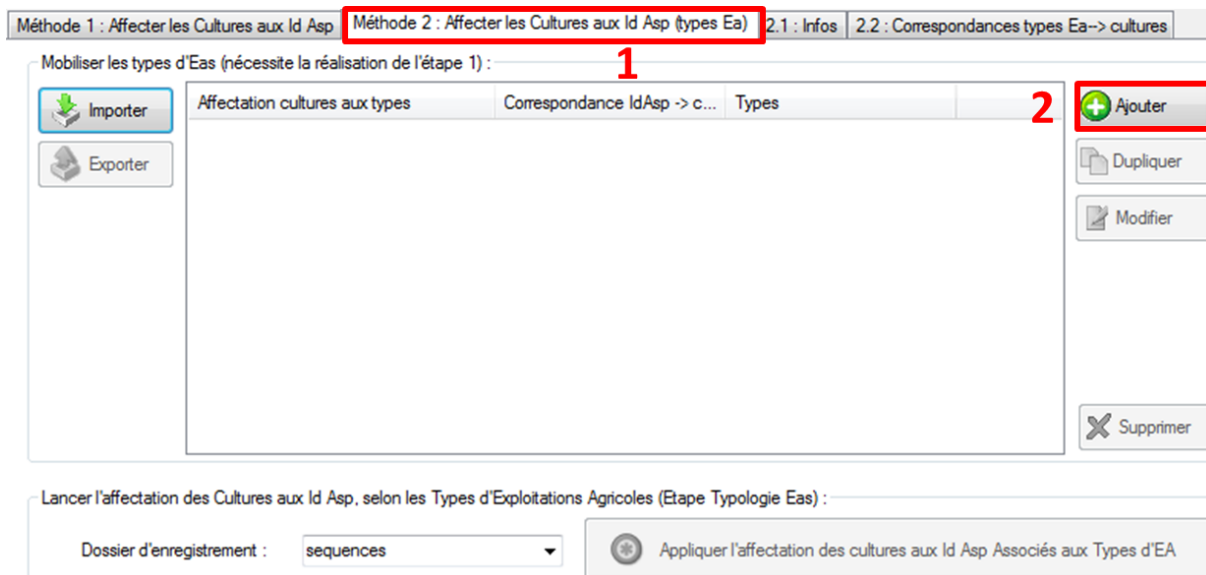 Méthode 1 : Affecter les Cultures aux Id Asp
Méthode 2 : Affecter les Cultures aux Id Asp (types Ea)
2.1 : Infos
2.2 : Correspondances types Ea--> cultures
1
Mobiliser les types d'Eas (nécessite la réalisation de l'étape 1) :
Importer
Exporter
Affectation cultures aux types
Correspondance IdAsp -> c...
Types
2
Ajouter
Dupliquer
Modifier
Supprimer
Lancer l'affectation des Cultures aux Id Asp, selon les Types d'Exploitations Agricoles (Etape Typologie Eas) :
Dossier d'enregistrement :
sequences
Appliquer l'affectation des cultures aux Id Asp Associés aux Types d'EA